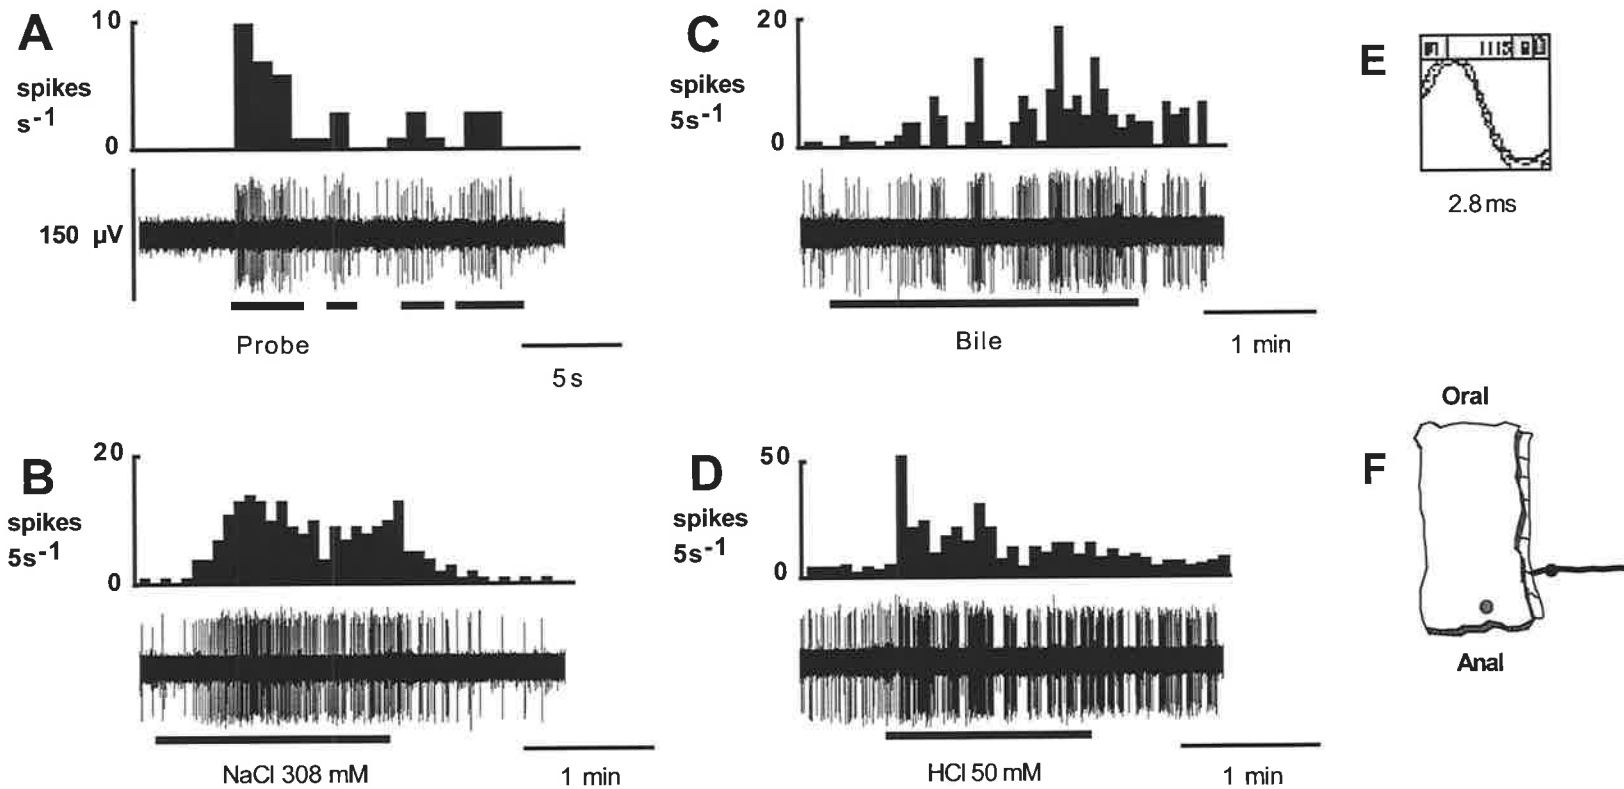 A
10
spikes
s-1
0
150 µV
Probe
5 s
B
20
spikes
5s-1
0
NaCl 308 mM
1 min
C
20
spikes
5s-1
0
Bile
1 min
D
50
spikes
5s-1
0
HCl 50 mM
1 min
E
2.8 ms
F
Oral
Anal